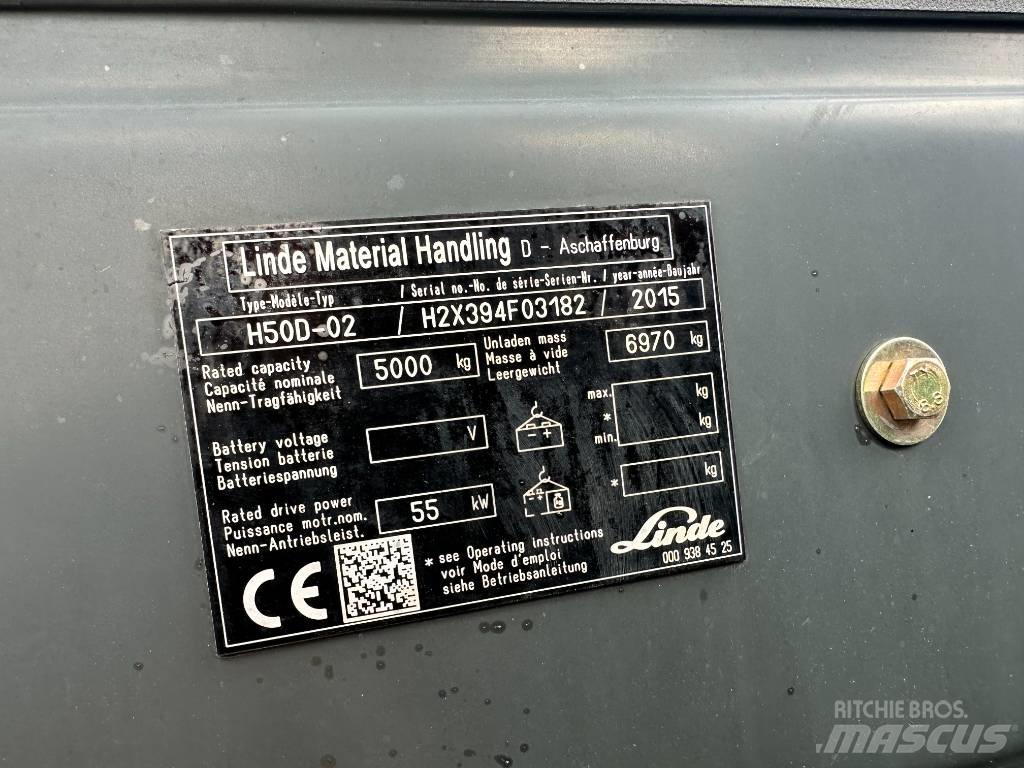 Linde Material Handling D - Aschaffenburg
Type-Modèle-Typ / Serial no.-No. de série-Serien-Nr. / year-année-Baujahr
H50D-02 / H2X394F03182 / 2015
Rated capacity
Capacité nominale
Nenn-Tragfähigkeit
5000 kg
Unladen mass
Masse à vide
Leergewicht
6970 kg
Battery voltage
Tension batterie
Batteriespannung
V
- +
max. kg
*
min. kg
Rated drive power
Puissance motr.nom.
Nenn-Antriebsleist.
55 kW
- +
* kg
CE
* see Operating instructions
voir Mode d'emploi
siehe Betriebsanleitung
Linde
000 938 45 25
RITCHIE BROS.
MASCUS